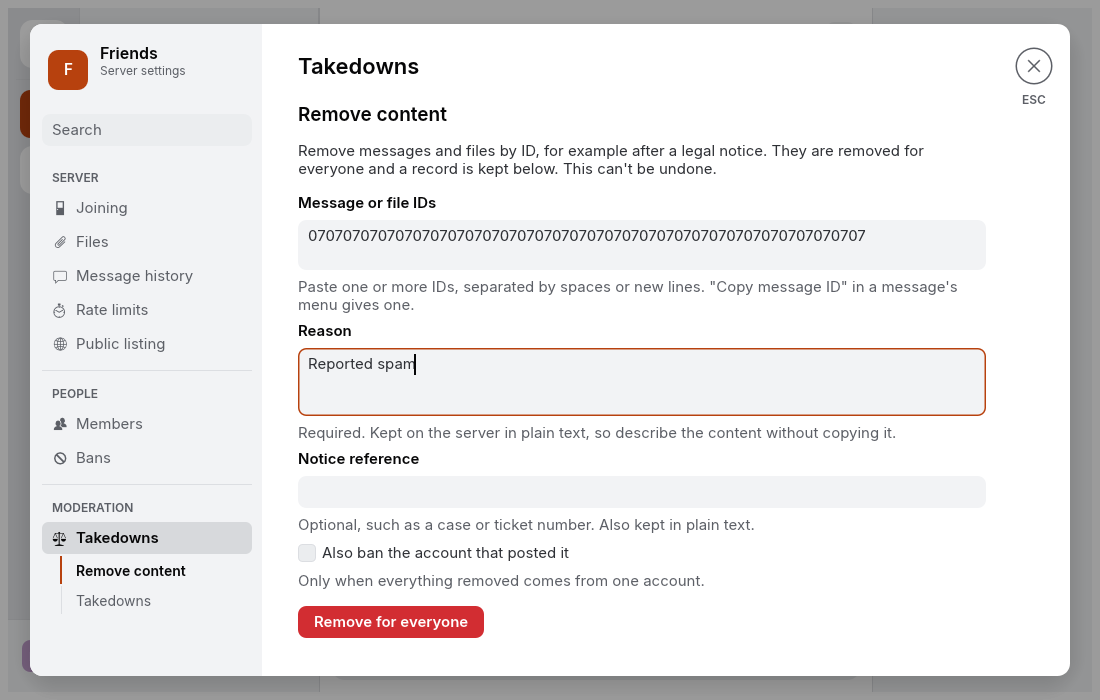 F
Friends
Server settings
Search
SERVER
Joining
Files
Message history
Rate limits
Public listing
PEOPLE
Members
Bans
MODERATION
Takedowns
Remove content
Takedowns
Takedowns
ESC
Remove content
Remove messages and files by ID, for example after a legal notice. They are removed for
everyone and a record is kept below. This can't be undone.
Message or file IDs
0707070707070707070707070707070707070707070707070707070707070707
Paste one or more IDs, separated by spaces or new lines. "Copy message ID" in a message's
menu gives one.
Reason
Reported spam
Required. Kept on the server in plain text, so describe the content without copying it.
Notice reference
Optional, such as a case or ticket number. Also kept in plain text.
Also ban the account that posted it
Only when everything removed comes from one account.
Remove for everyone